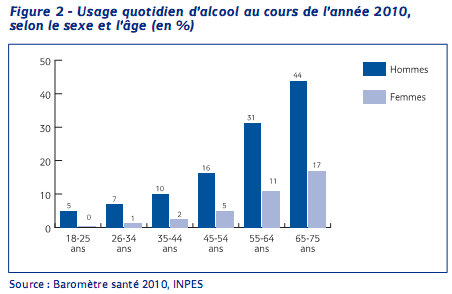 Figure 2 - Usage quotidien d'alcool au cours de l'année 2010,
selon le sexe et l'âge (en %)
50
40
30
20
10
0
5
0
7
1
10
2
16
5
31
11
44
17
Hommes
Femmes
18-25
ans
26-34
ans
35-44
ans
45-54
ans
55-64
ans
65-75
ans
Source : Baromètre santé 2010, INPES